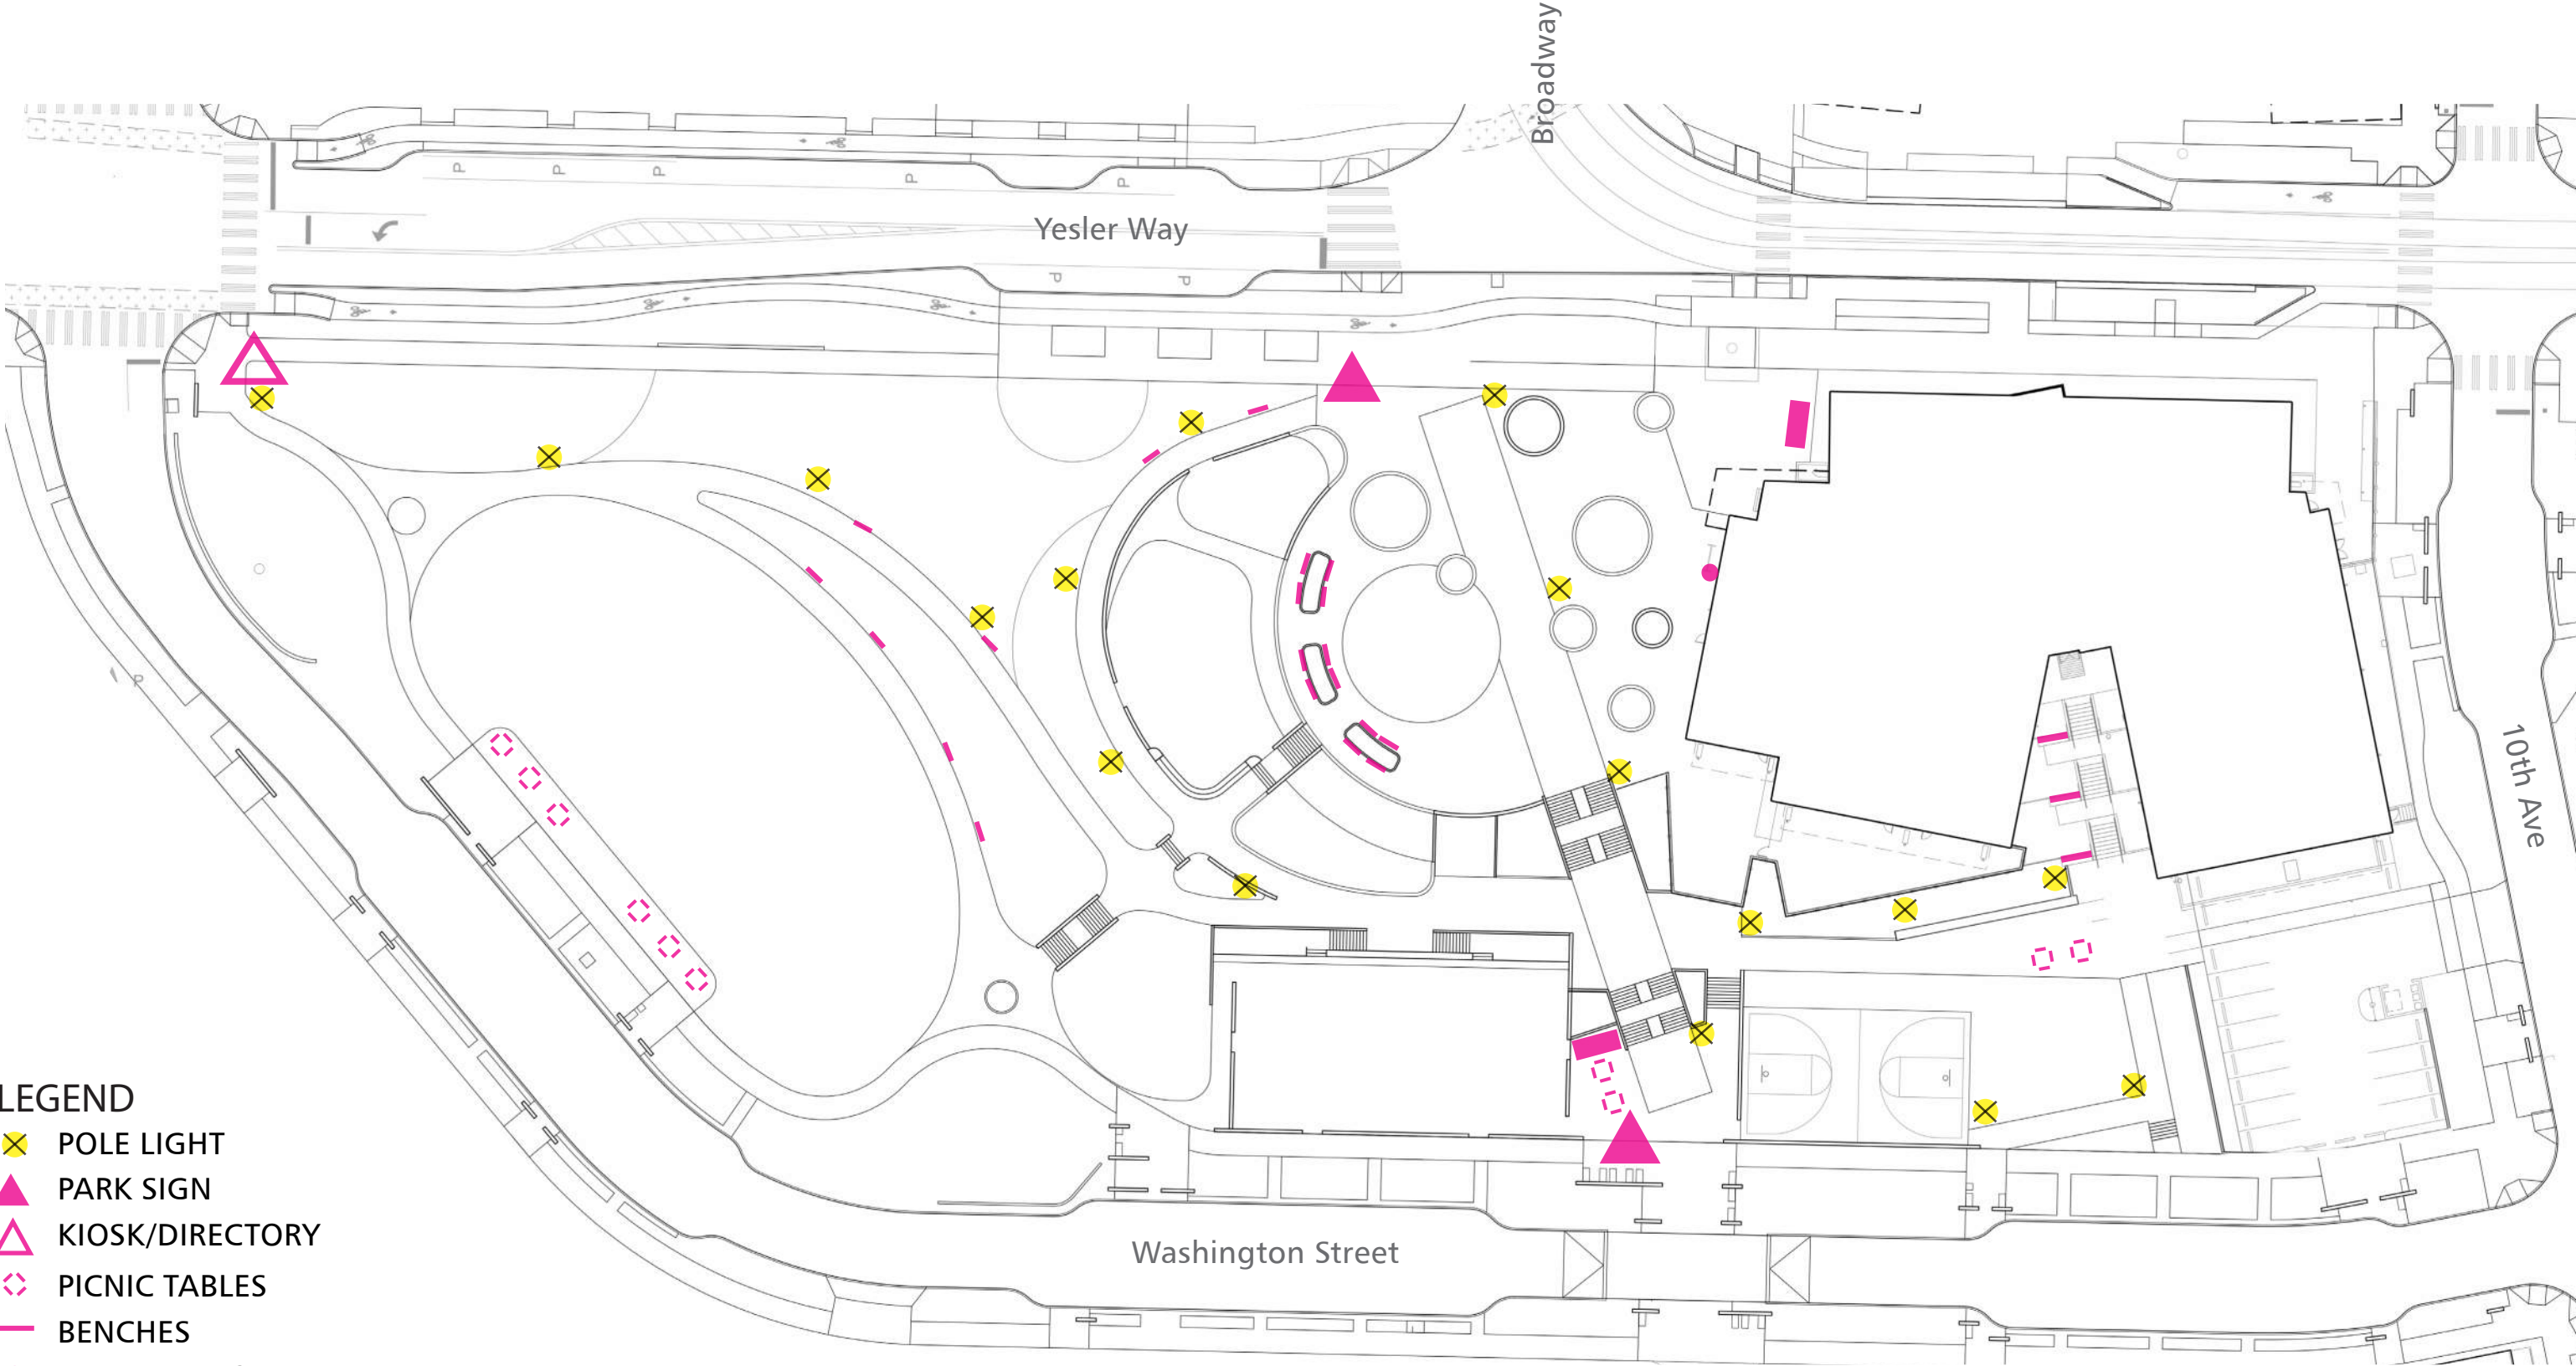 Broadway
P
P
P
P
P
Yesler Way
P
P
P
10th Ave
LEGEND
POLE LIGHT
PARK SIGN
KIOSK/DIRECTORY
PICNIC TABLES
BENCHES
Washington Street